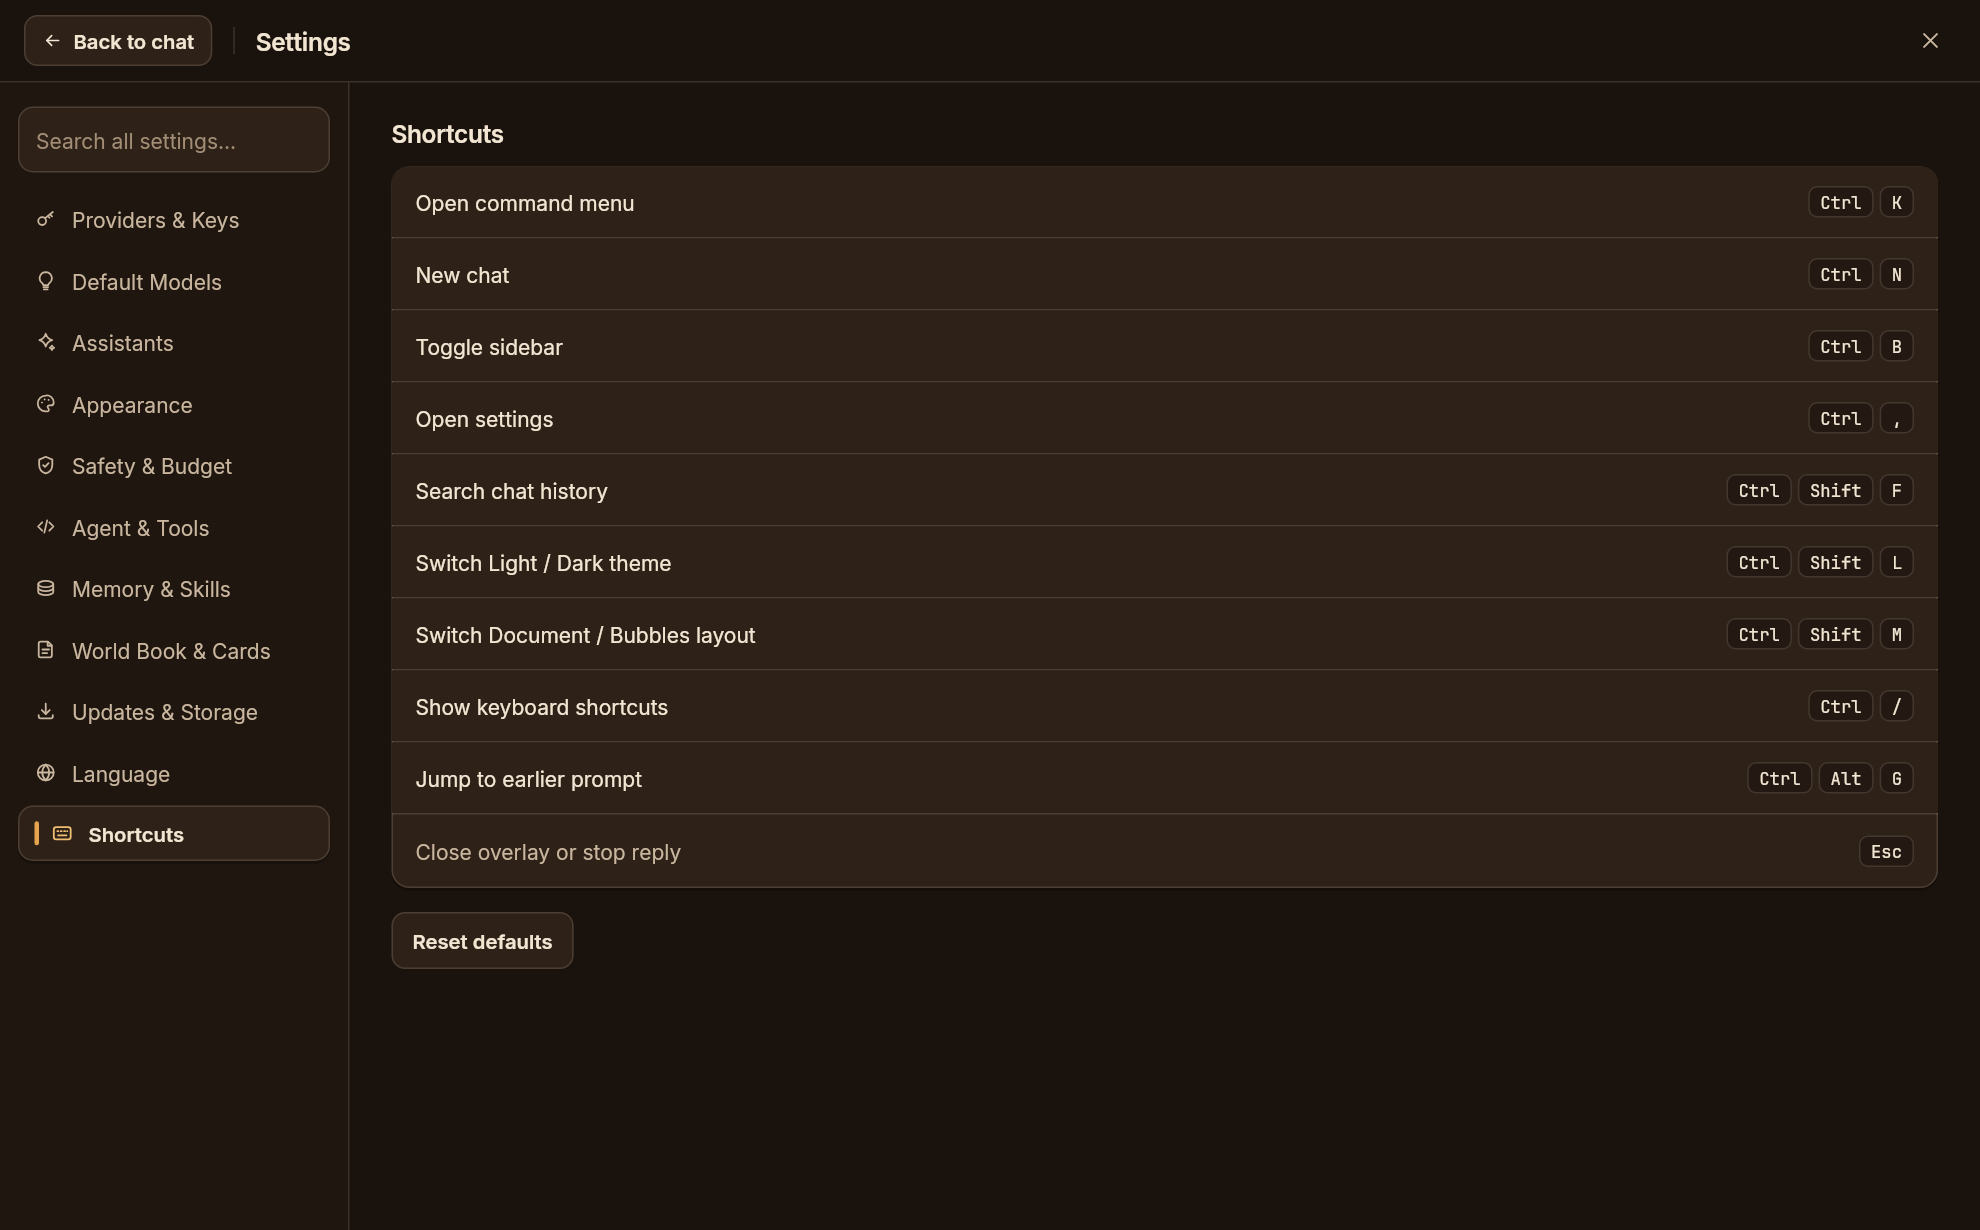 Back to chat
Settings
Search all settings...
Providers & Keys
Default Models
Assistants
Appearance
Safety & Budget
Agent & Tools
Memory & Skills
World Book & Cards
Updates & Storage
Language
Shortcuts
Shortcuts
Open command menu Ctrl K
New chat Ctrl N
Toggle sidebar Ctrl B
Open settings Ctrl ,
Search chat history Ctrl Shift F
Switch Light / Dark theme Ctrl Shift L
Switch Document / Bubbles layout Ctrl Shift M
Show keyboard shortcuts Ctrl /
Jump to earlier prompt Ctrl Alt G
Close overlay or stop reply Esc
Reset defaults